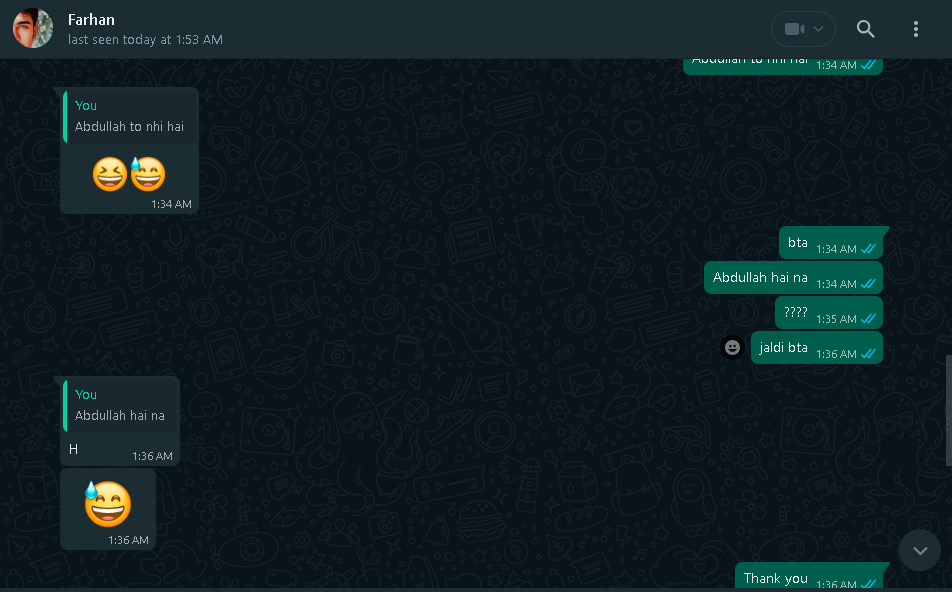 Farhan
last seen today at 1:53 AM
Abdullah to nhi hai 1:34 AM
You
Abdullah to nhi hai
😆😅
1:34 AM
bta 1:34 AM
Abdullah hai na 1:34 AM
???? 1:35 AM
jaldi bta 1:36 AM
You
Abdullah hai na
H 1:36 AM
😅
1:36 AM
Thank you 1:36 AM